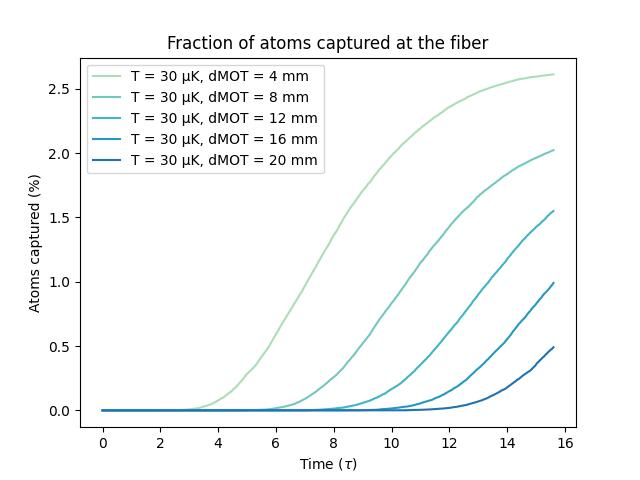 Fraction of atoms captured at the fiber
T = 30 μK, dMOT = 4 mm
T = 30 μK, dMOT = 8 mm
T = 30 μK, dMOT = 12 mm
T = 30 μK, dMOT = 16 mm
T = 30 μK, dMOT = 20 mm
Atoms captured (%)
2.5
2.0
1.5
1.0
0.5
0.0
0 2 4 6 8 10 12 14 16
Time (τ)